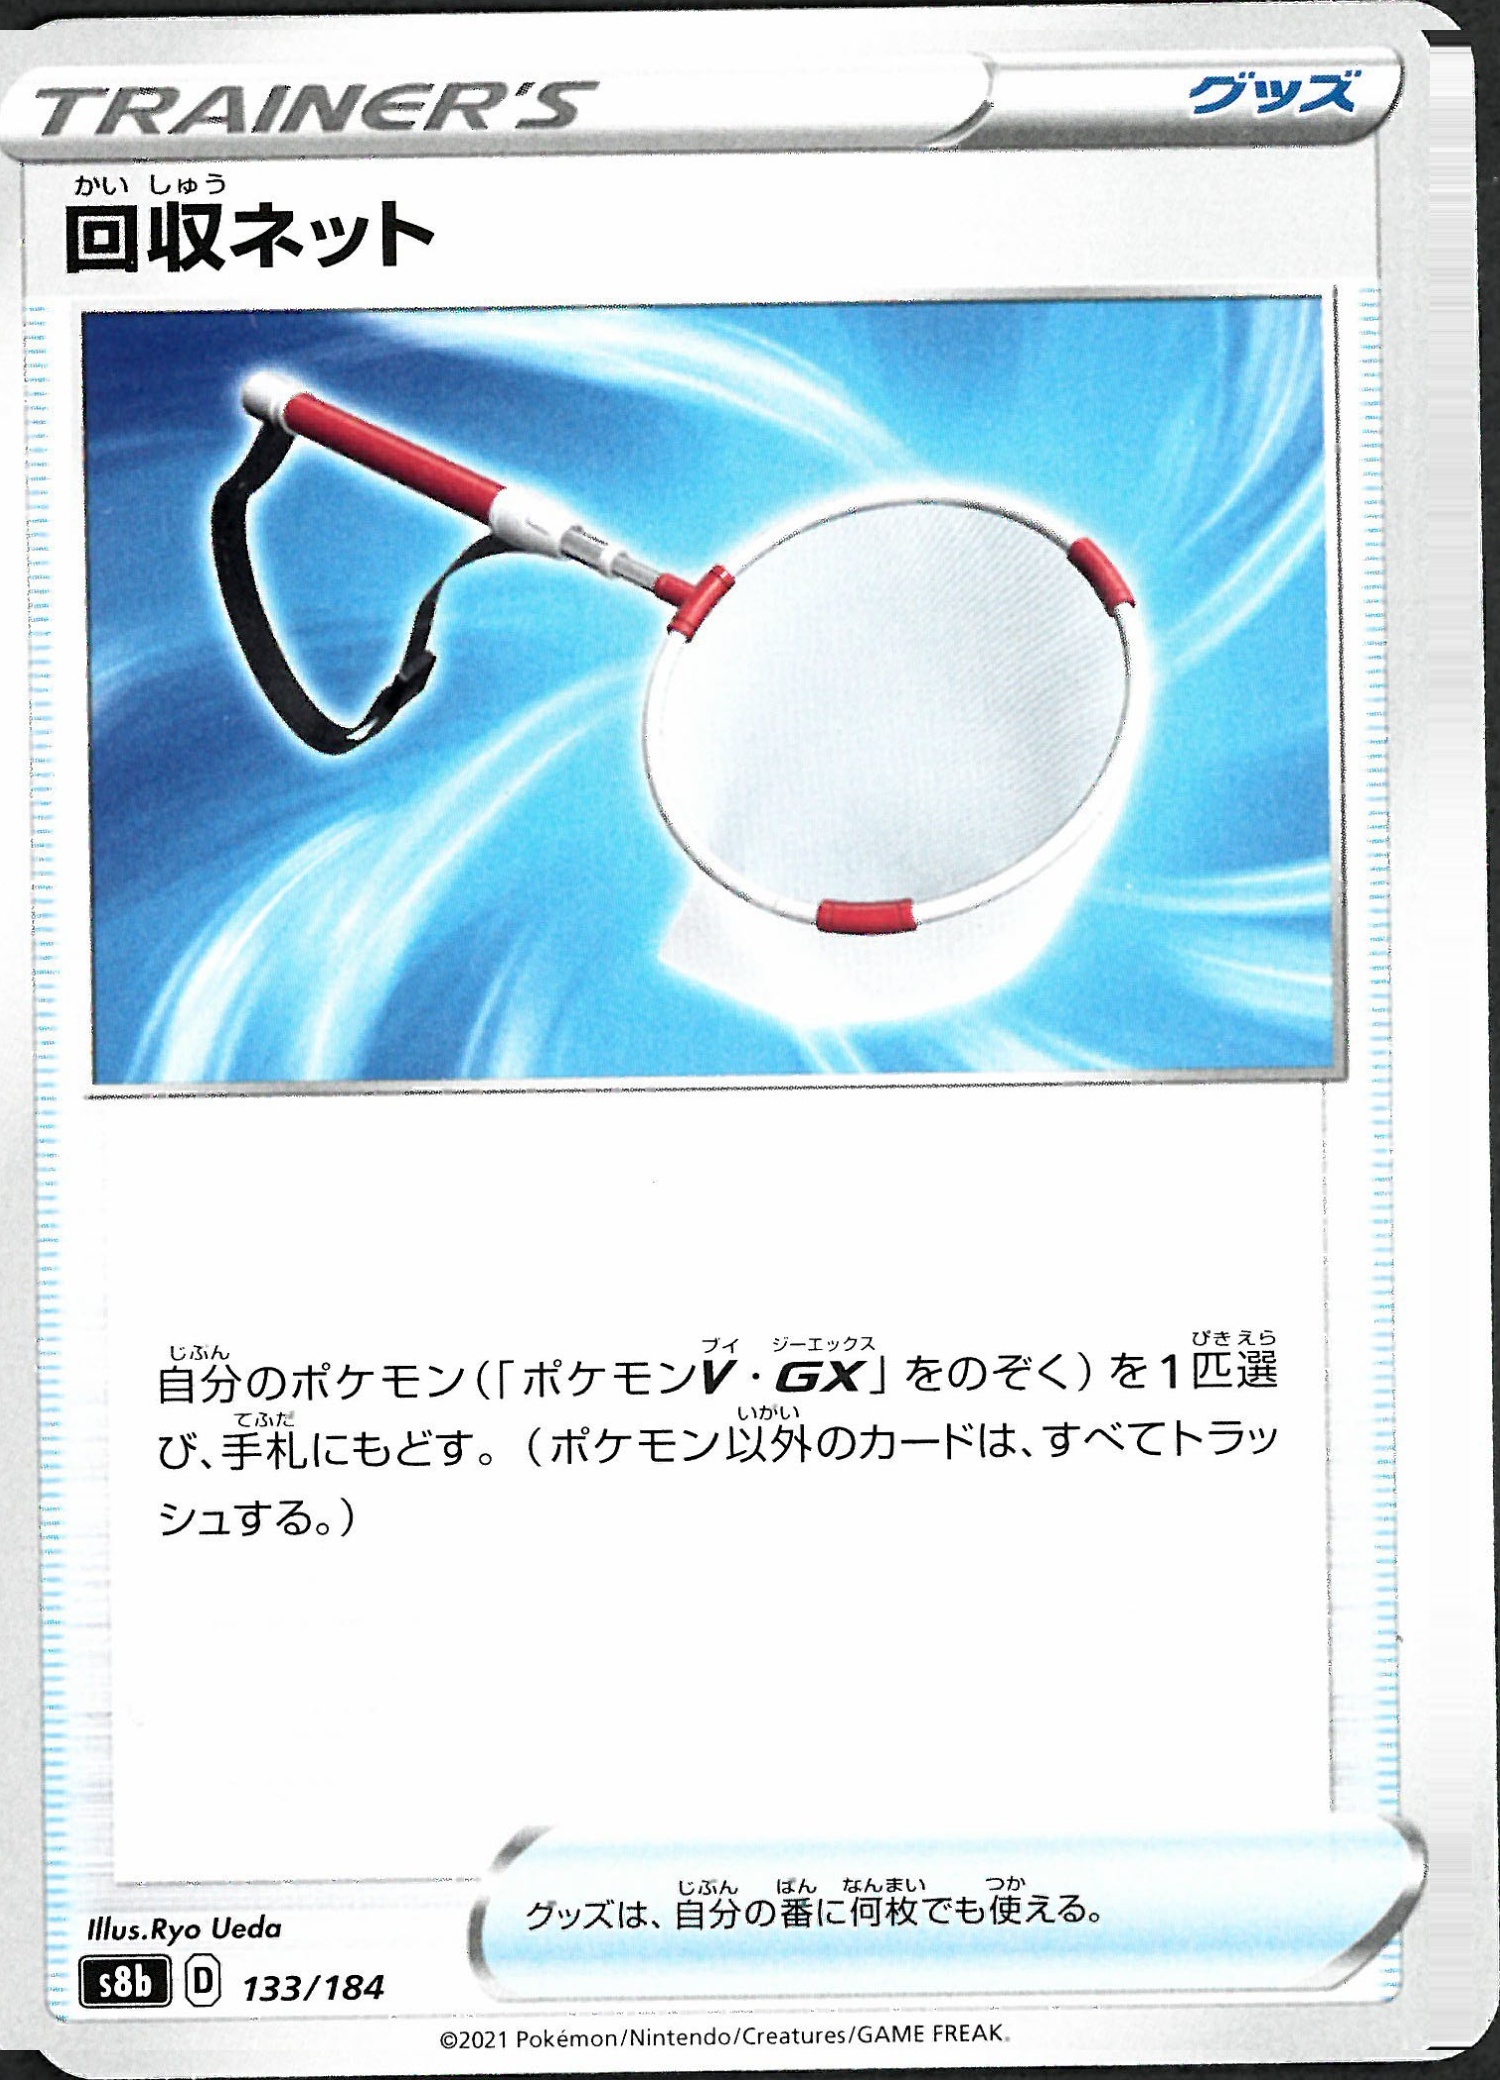 TRAINER'S
グッズ
かいしゅう
回収ネット
じぶん ブイ ジーエックス びきえら
自分のポケモン(「ポケモンV・GX」をのぞく)を1匹選
てふだ いがい
び、手札にもどす。(ポケモン以外のカードは、すべてトラッ
シュする。)
じぶん ばん なんまい つか
グッズは、自分の番に何枚でも使える。
Illus.Ryo Ueda
s8b D 133/184
©2021 Pokémon/Nintendo/Creatures/GAME FREAK.